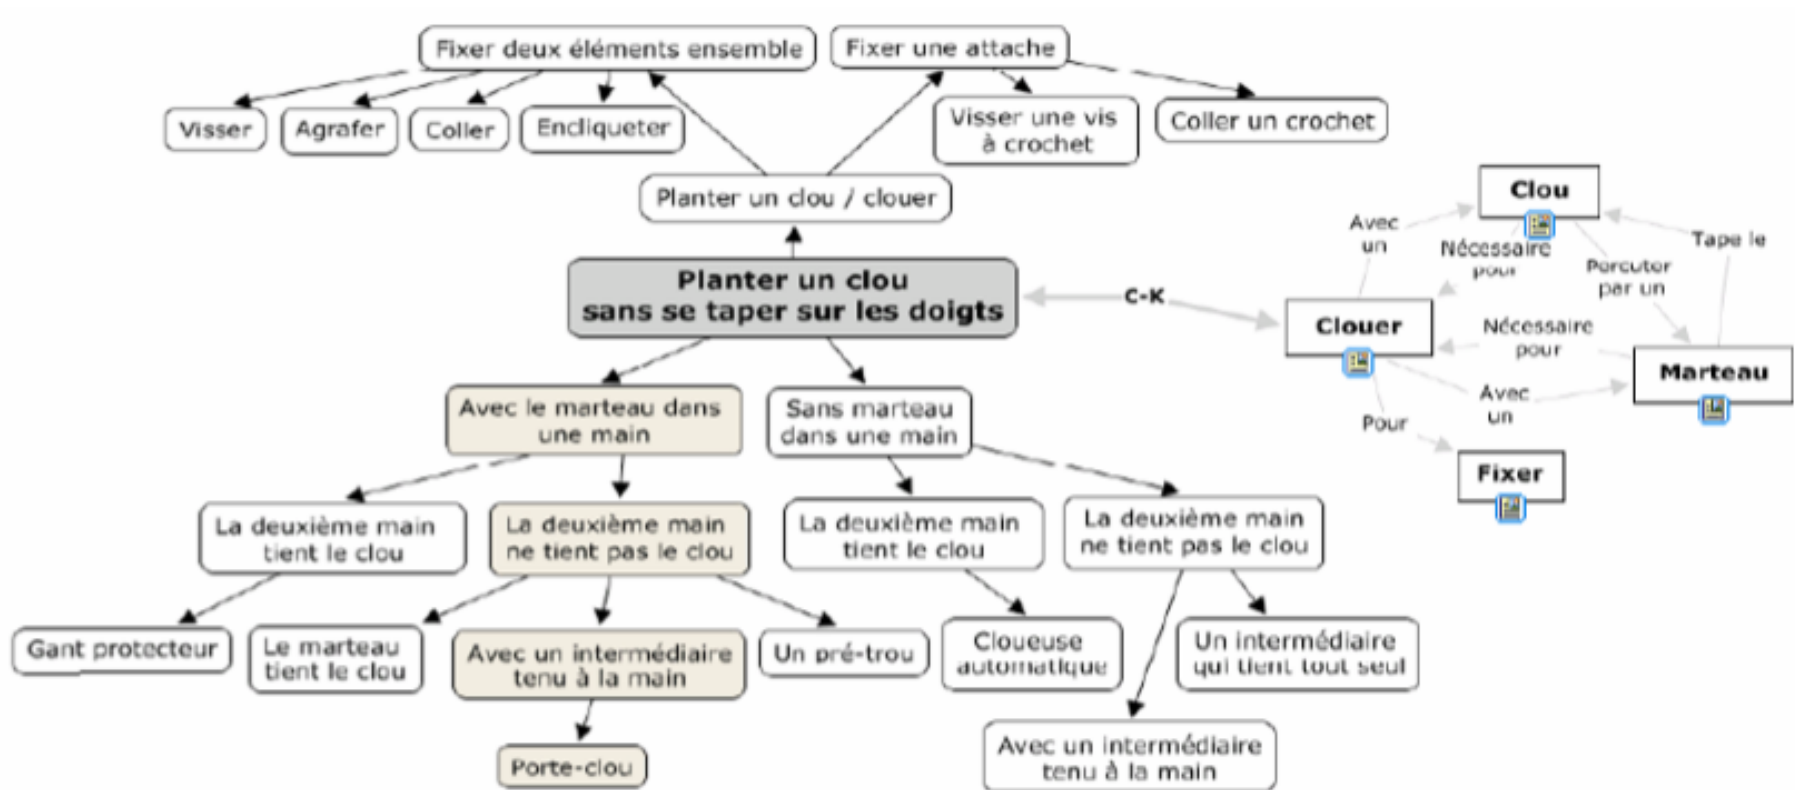 Fixer deux éléments ensemble
Fixer une attache
Visser
Agrafer
Coller
Encliqueter
Visser une vis
à crochet
Coller un crochet
Planter un clou / clouer
Planter un clou
sans se taper sur les doigts
C-K
Clou
Avec
un
Nécessaire
pour
Percuter
par un
Tape le
Clouer
Nécessaire
pour
Marteau
Avec
un
Pour
Fixer
Avec le marteau dans
une main
Sans marteau
dans une main
La deuxième main
tient le clou
La deuxième main
ne tient pas le clou
La deuxième main
tient le clou
La deuxième main
ne tient pas le clou
Gant protecteur
Le marteau
tient le clou
Avec un intermédiaire
tenu à la main
Un pré-trou
Cloueuse
automatique
Un intermédiaire
qui tient tout seul
Porte-clou
Avec un intermédiaire
tenu à la main